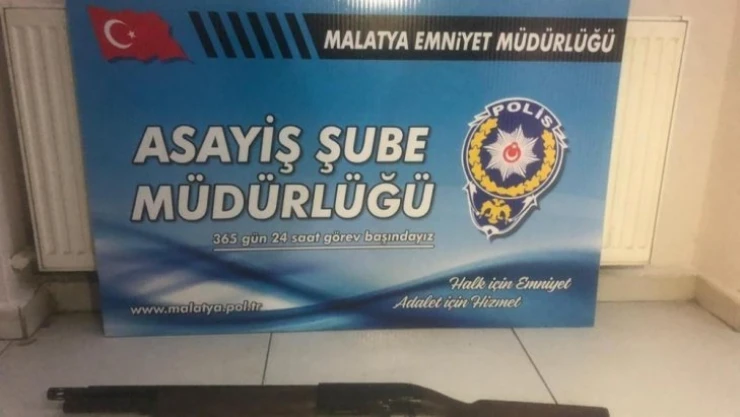 MALATYA EMNİYET MÜDÜRLÜĞÜ
ASAYİŞ ŞUBE
MÜDÜRLÜĞÜ
POLİS
365 gün 24 saat görev başındayız
Halk için Emniyet
Adalet için Hizmet
www.malatya.pol.tr